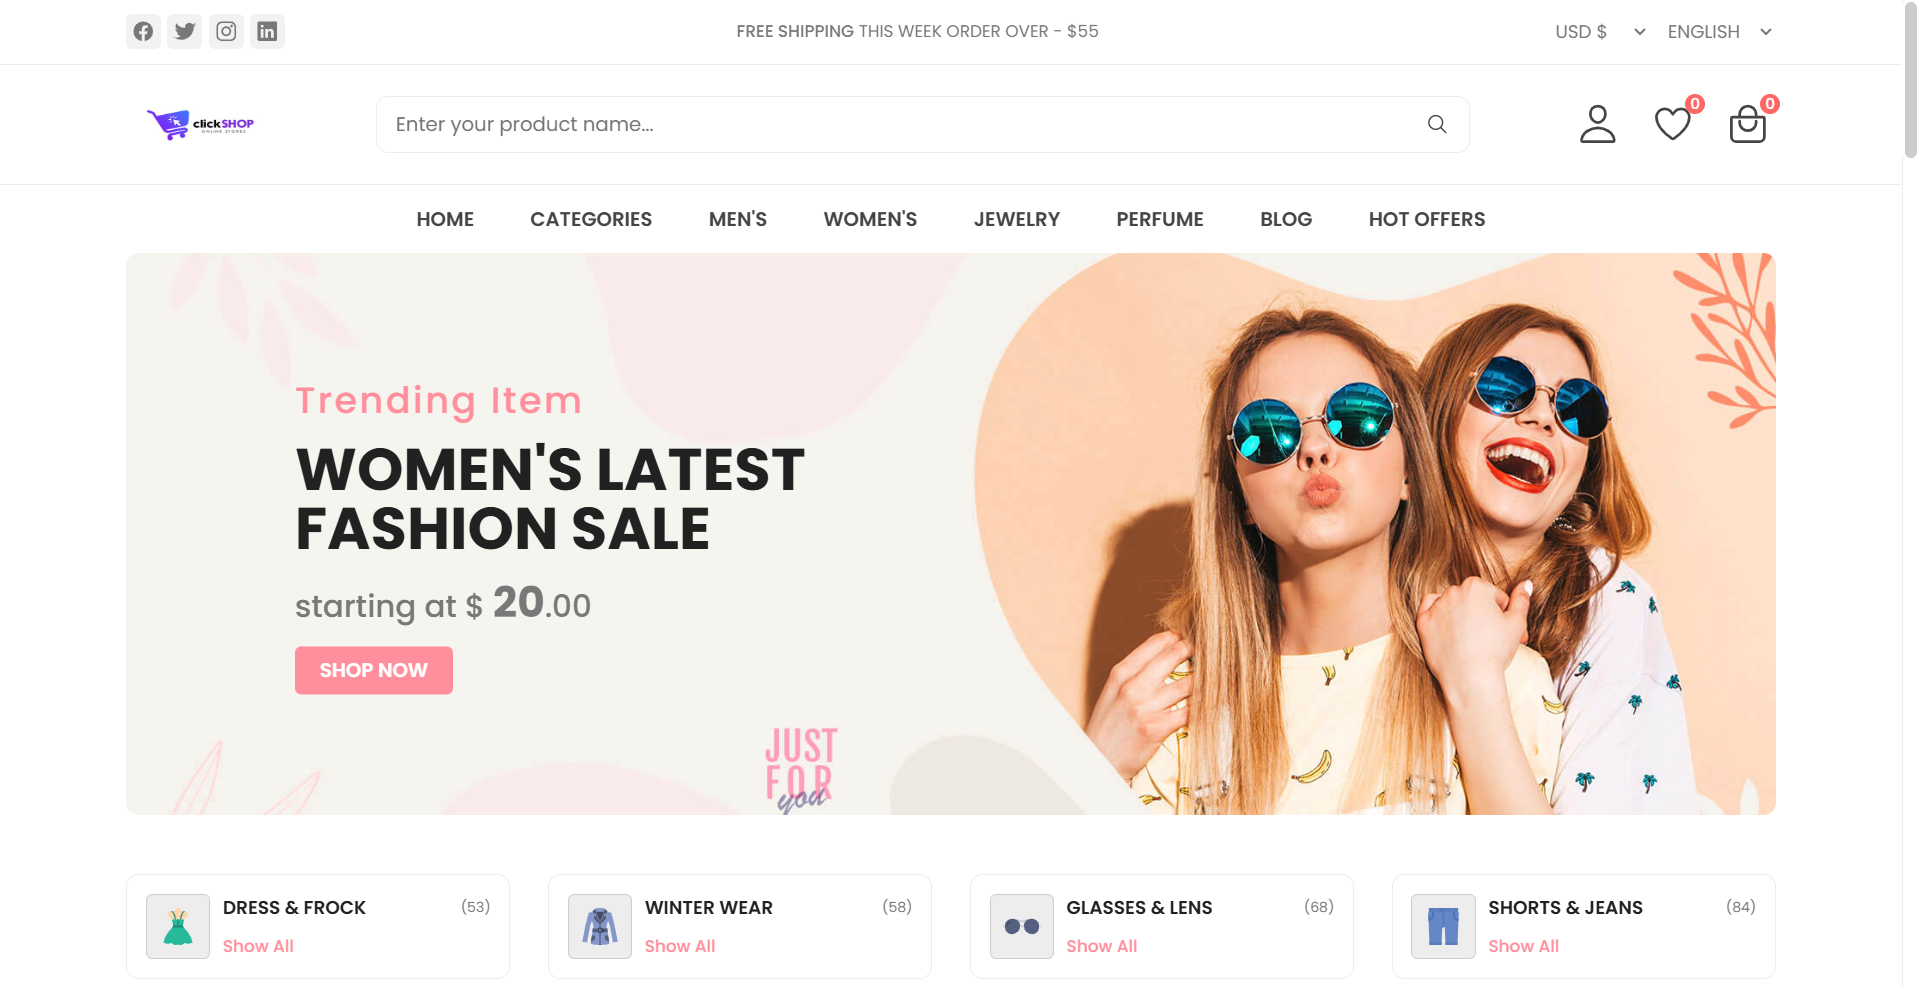 FREE SHIPPING THIS WEEK ORDER OVER - $55
USD $
ENGLISH
clickSHOP
ONLINE STORES
Enter your product name...
0
0
HOME
CATEGORIES
MEN'S
WOMEN'S
JEWELRY
PERFUME
BLOG
HOT OFFERS
Trending Item
WOMEN'S LATEST
FASHION SALE
starting at $ 20.00
SHOP NOW
JUST
FOR
you
DRESS & FROCK
(53)
Show All
WINTER WEAR
(58)
Show All
GLASSES & LENS
(68)
Show All
SHORTS & JEANS
(84)
Show All